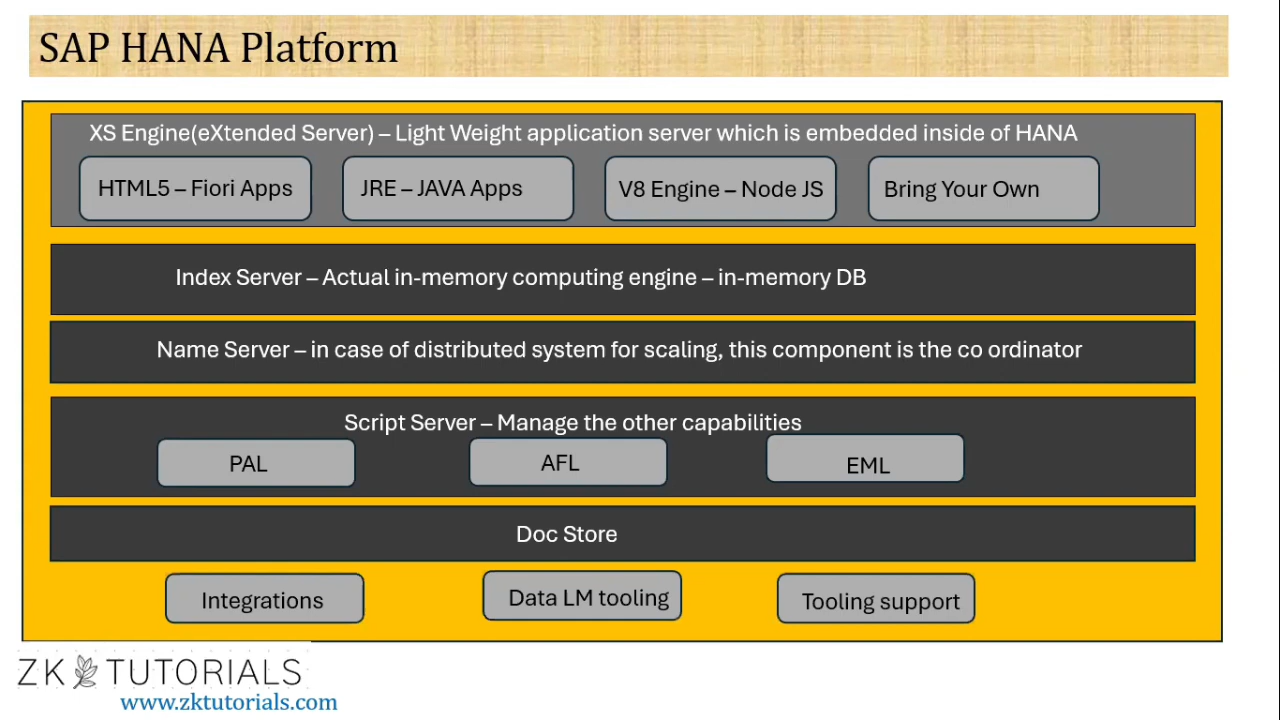 SAP HANA Platform
XS Engine(eXtended Server) – Light Weight application server which is embedded inside of HANA
HTML5 – Fiori Apps
JRE – JAVA Apps
V8 Engine – Node JS
Bring Your Own
Index Server – Actual in-memory computing engine – in-memory DB
Name Server – in case of distributed system for scaling, this component is the co ordinator
Script Server – Manage the other capabilities
PAL
AFL
EML
Doc Store
Integrations
Data LM tooling
Tooling support
ZK TUTORIALS
www.zktutorials.com